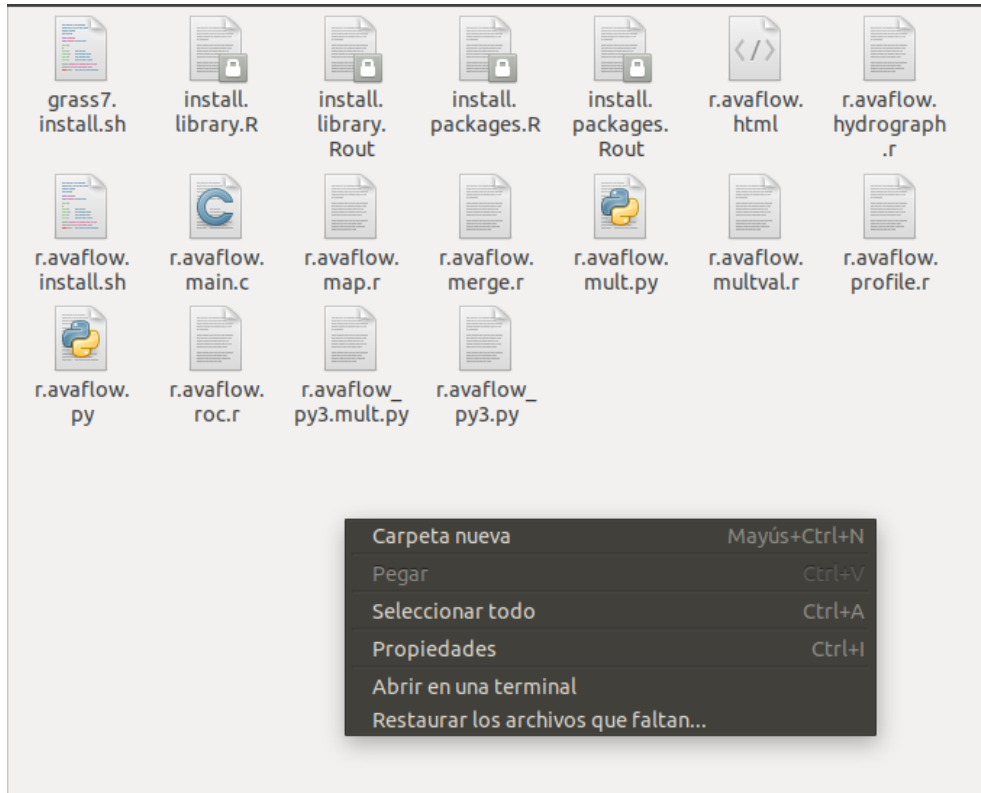 grass7. install. install. install. install. r.avaflow. r.avaflow.
install.sh library.R library. packages.R packages. html hydrograph
Rout Rout .r
r.avaflow. r.avaflow. r.avaflow. r.avaflow. r.avaflow. r.avaflow. r.avaflow.
install.sh main.c map.r merge.r mult.py multval.r profile.r
r.avaflow. r.avaflow. r.avaflow_ r.avaflow_
py roc.r py3.mult.py py3.py
Carpeta nueva Mayús+Ctrl+N
Pegar Ctrl+V
Seleccionar todo Ctrl+A
Propiedades Ctrl+I
Abrir en una terminal
Restaurar los archivos que faltan...